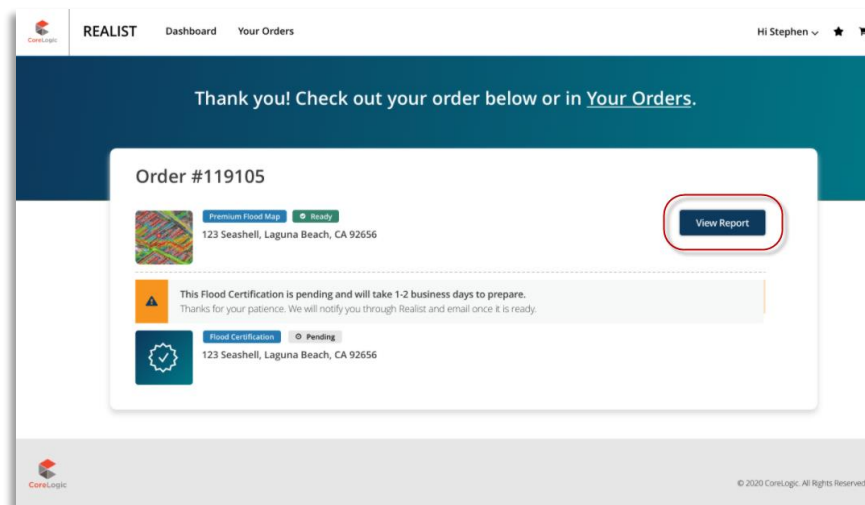 CoreLogic
REALIST
Dashboard
Your Orders
Hi Stephen
Thank you! Check out your order below or in Your Orders.
Order #119105
Premium Flood Map
Ready
123 Seashell, Laguna Beach, CA 92656
View Report
This Flood Certification is pending and will take 1-2 business days to prepare.
Thanks for your patience. We will notify you through Realist and email once it is ready.
Flood Certification
Pending
123 Seashell, Laguna Beach, CA 92656
CoreLogic
© 2020 CoreLogic. All Rights Reserved